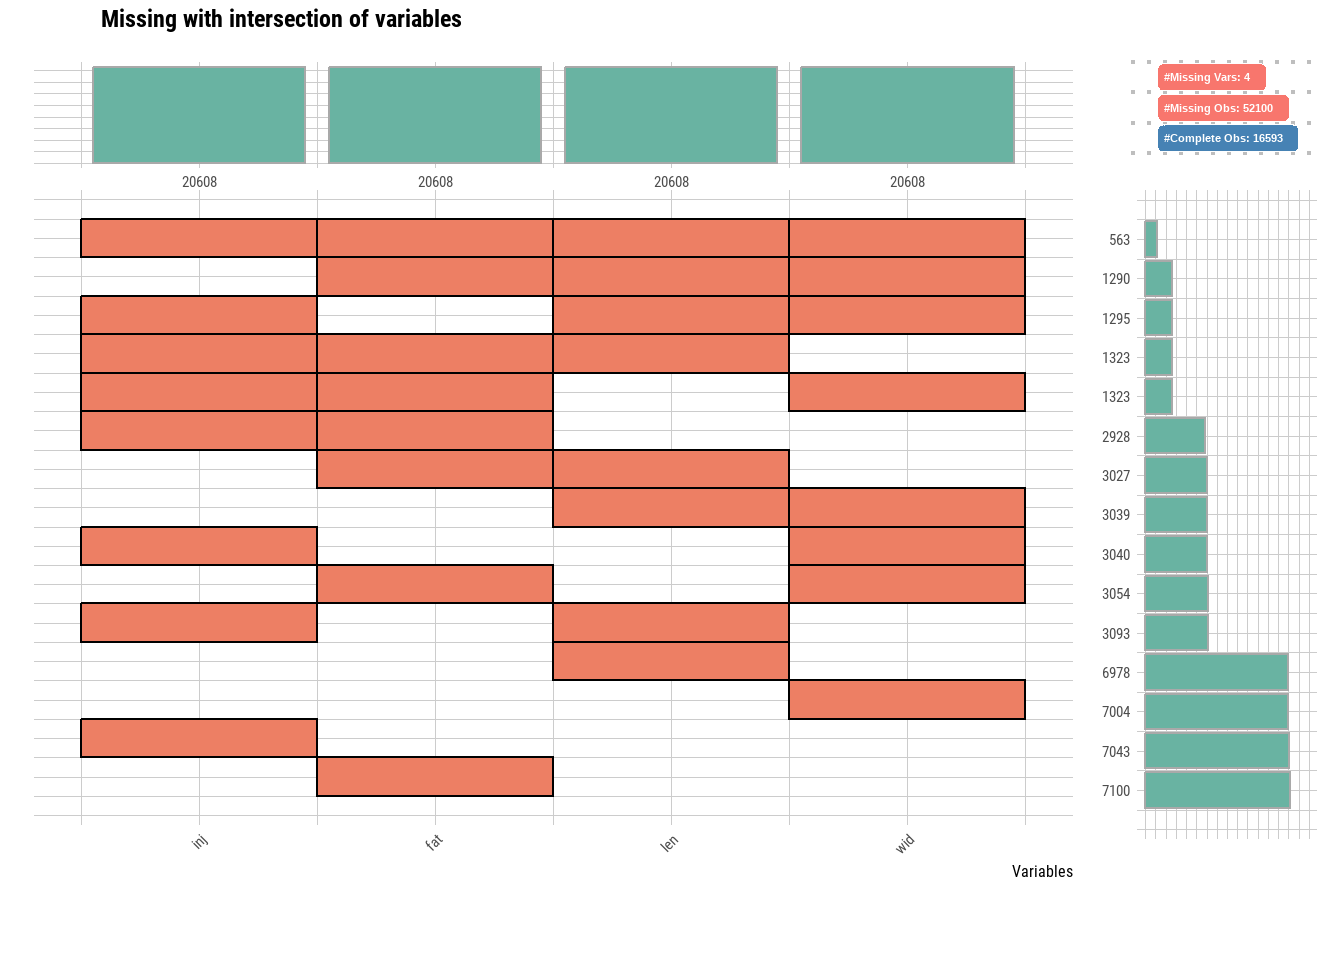 Missing with intersection of variables
#Missing Vars: 4
#Missing Obs: 52100
#Complete Obs: 16593
20608 20608 20608 20608
563
1290
1295
1323
1323
2928
3027
3039
3040
3054
3093
6978
7004
7043
7100
inj fat len wid
Variables